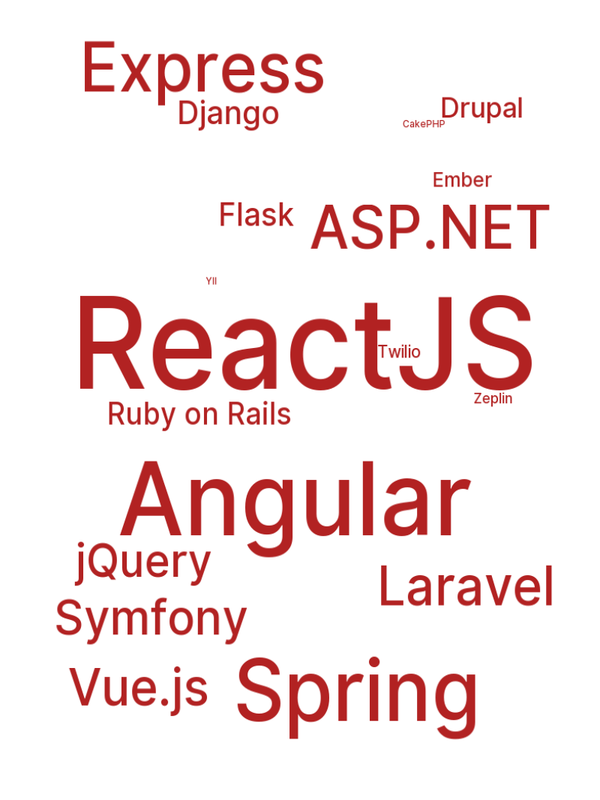 Express
Django
Drupal
CakePHP
Ember
Flask
ASP.NET
YII
ReactJS
Twilio
Zeplin
Ruby on Rails
Angular
jQuery
Laravel
Symfony
Vue.js
Spring